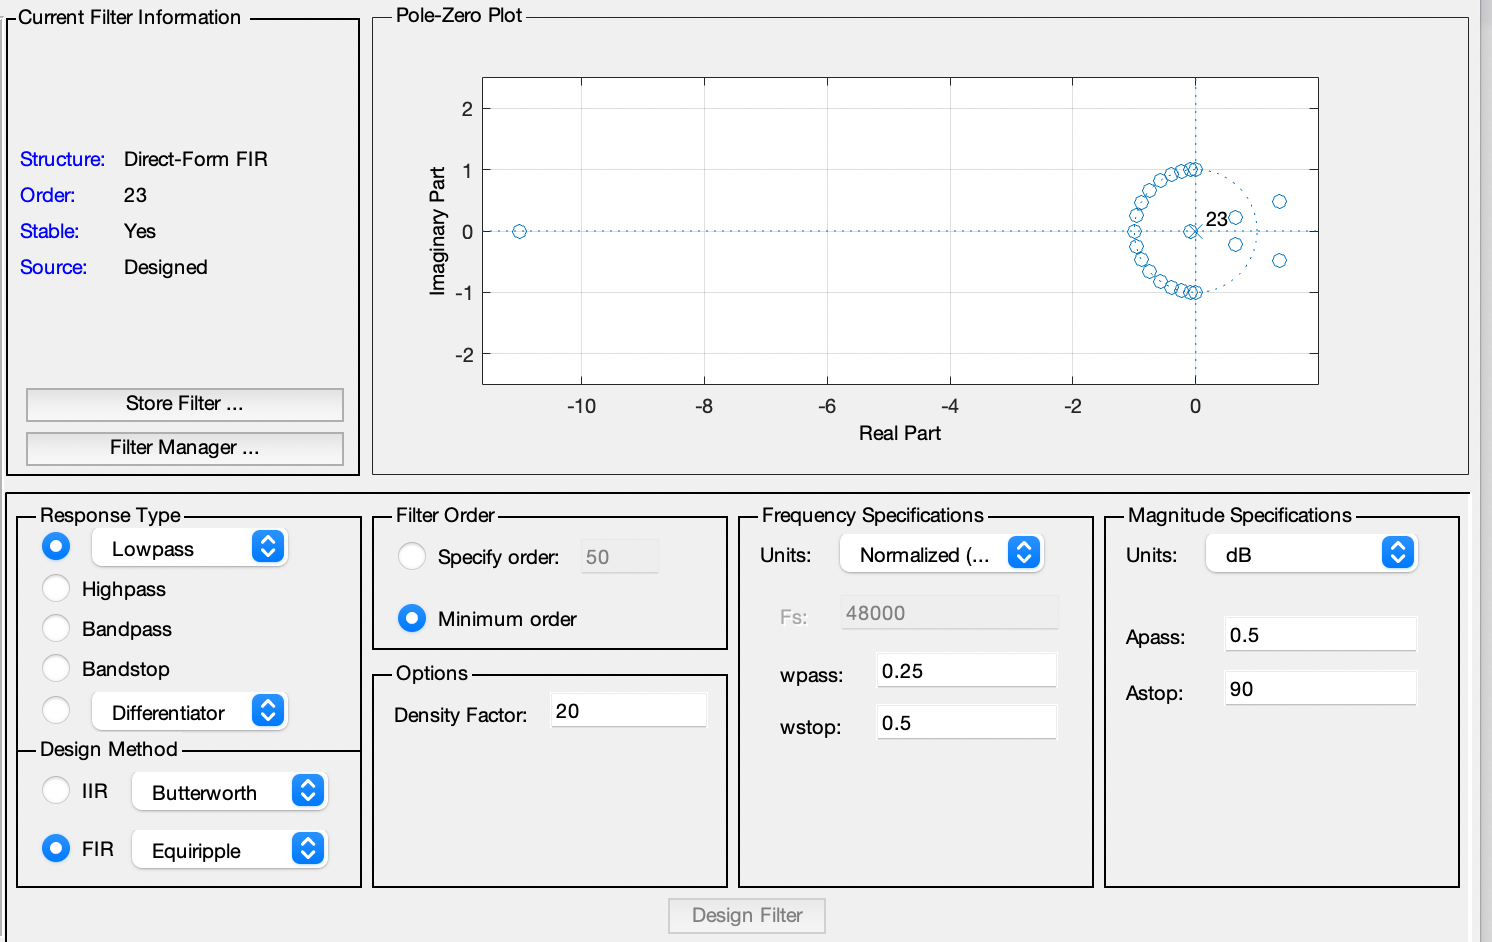 Current Filter Information
Structure: Direct-Form FIR
Order: 23
Stable: Yes
Source: Designed
Store Filter ...
Filter Manager ...
Pole-Zero Plot
2
1
0
-1
-2
Imaginary Part
23
-10 -8 -6 -4 -2 0
Real Part
Response Type
Lowpass
Highpass
Bandpass
Bandstop
Differentiator
Design Method
IIR Butterworth
FIR Equiripple
Filter Order
Specify order: 50
Minimum order
Options
Density Factor: 20
Frequency Specifications
Units: Normalized (...
Fs: 48000
wpass: 0.25
wstop: 0.5
Magnitude Specifications
Units: dB
Apass: 0.5
Astop: 90
Design Filter